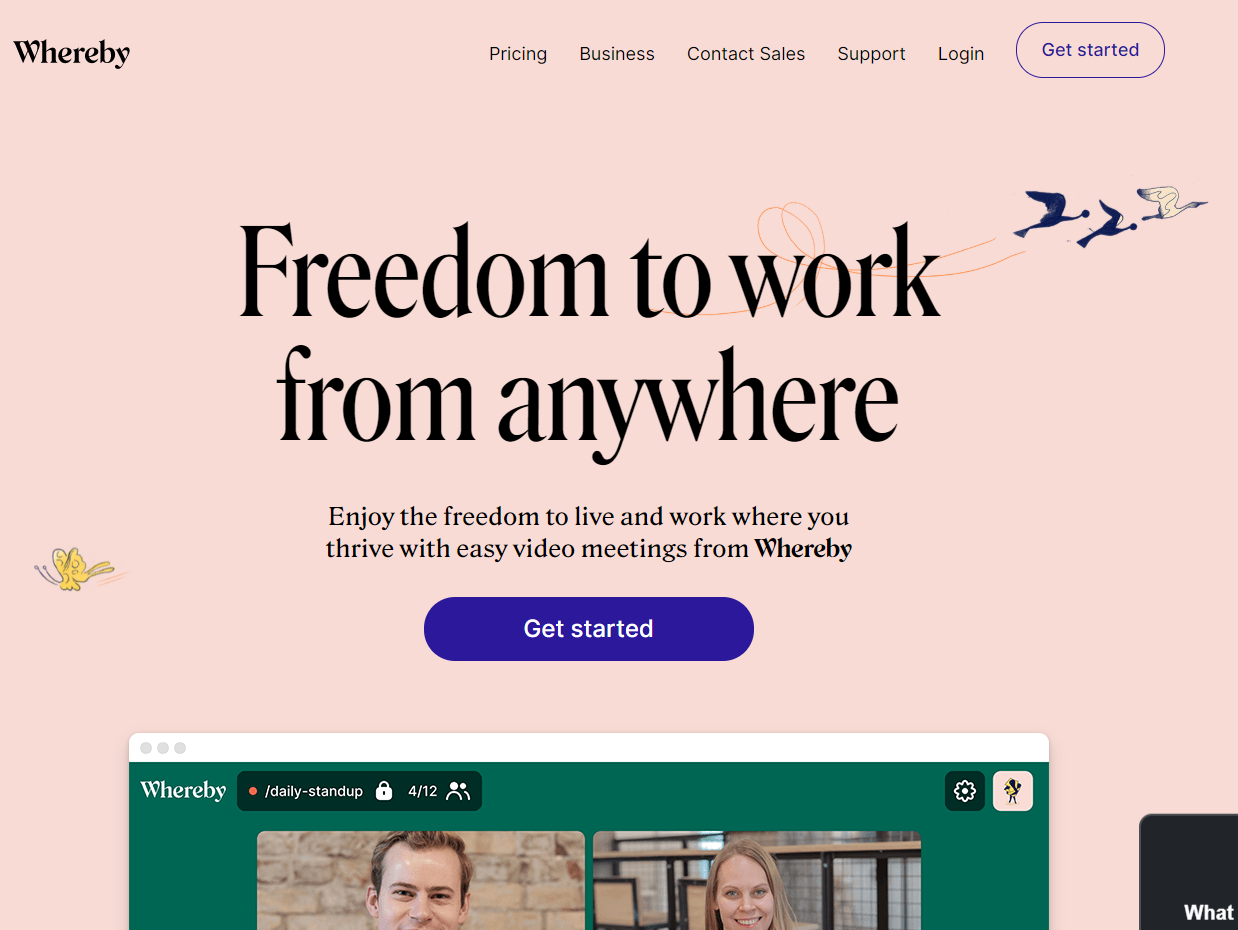 Whereby
Pricing
Business
Contact Sales
Support
Login
Get started
Freedom to work
from anywhere
Enjoy the freedom to live and work where you
thrive with easy video meetings from Whereby
Get started
Whereby
/daily-standup
4/12
What